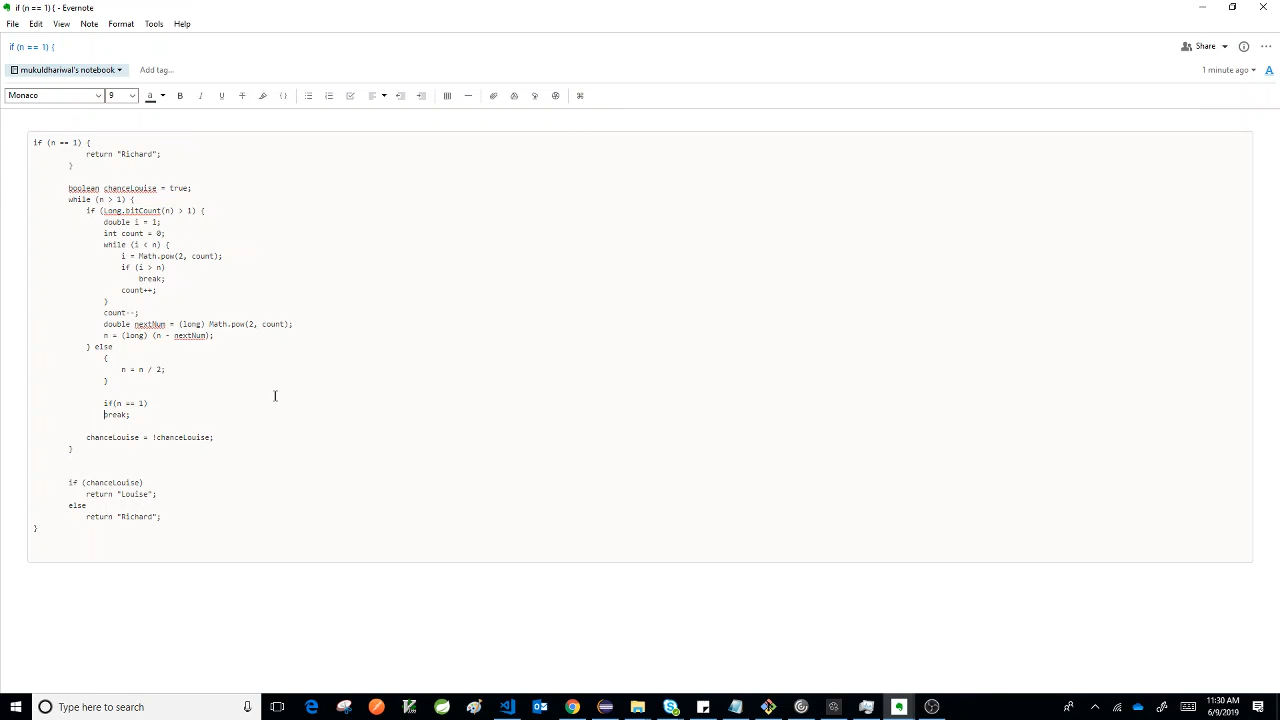 if (n == 1) { - Evernote
File Edit View Note Format Tools Help
if (n == 1) {
Share
mukuldhariwal's notebook
Add tag...
1 minute ago
Monaco
9
if (n == 1) {
return "Richard";
}
boolean chanceLouise = true;
while (n > 1) {
if (Long.bitCount(n) > 1) {
double i = 1;
int count = 0;
while (i < n) {
i = Math.pow(2, count);
if (i > n)
break;
count++;
}
count--;
double nextNum = (long) Math.pow(2, count);
n = (long) (n - nextNum);
} else
{
n = n / 2;
}
if(n == 1)
break;
chanceLouise = !chanceLouise;
}
if (chanceLouise)
return "Louise";
else
return "Richard";
}
Type here to search
11:30 AM
6/9/2019